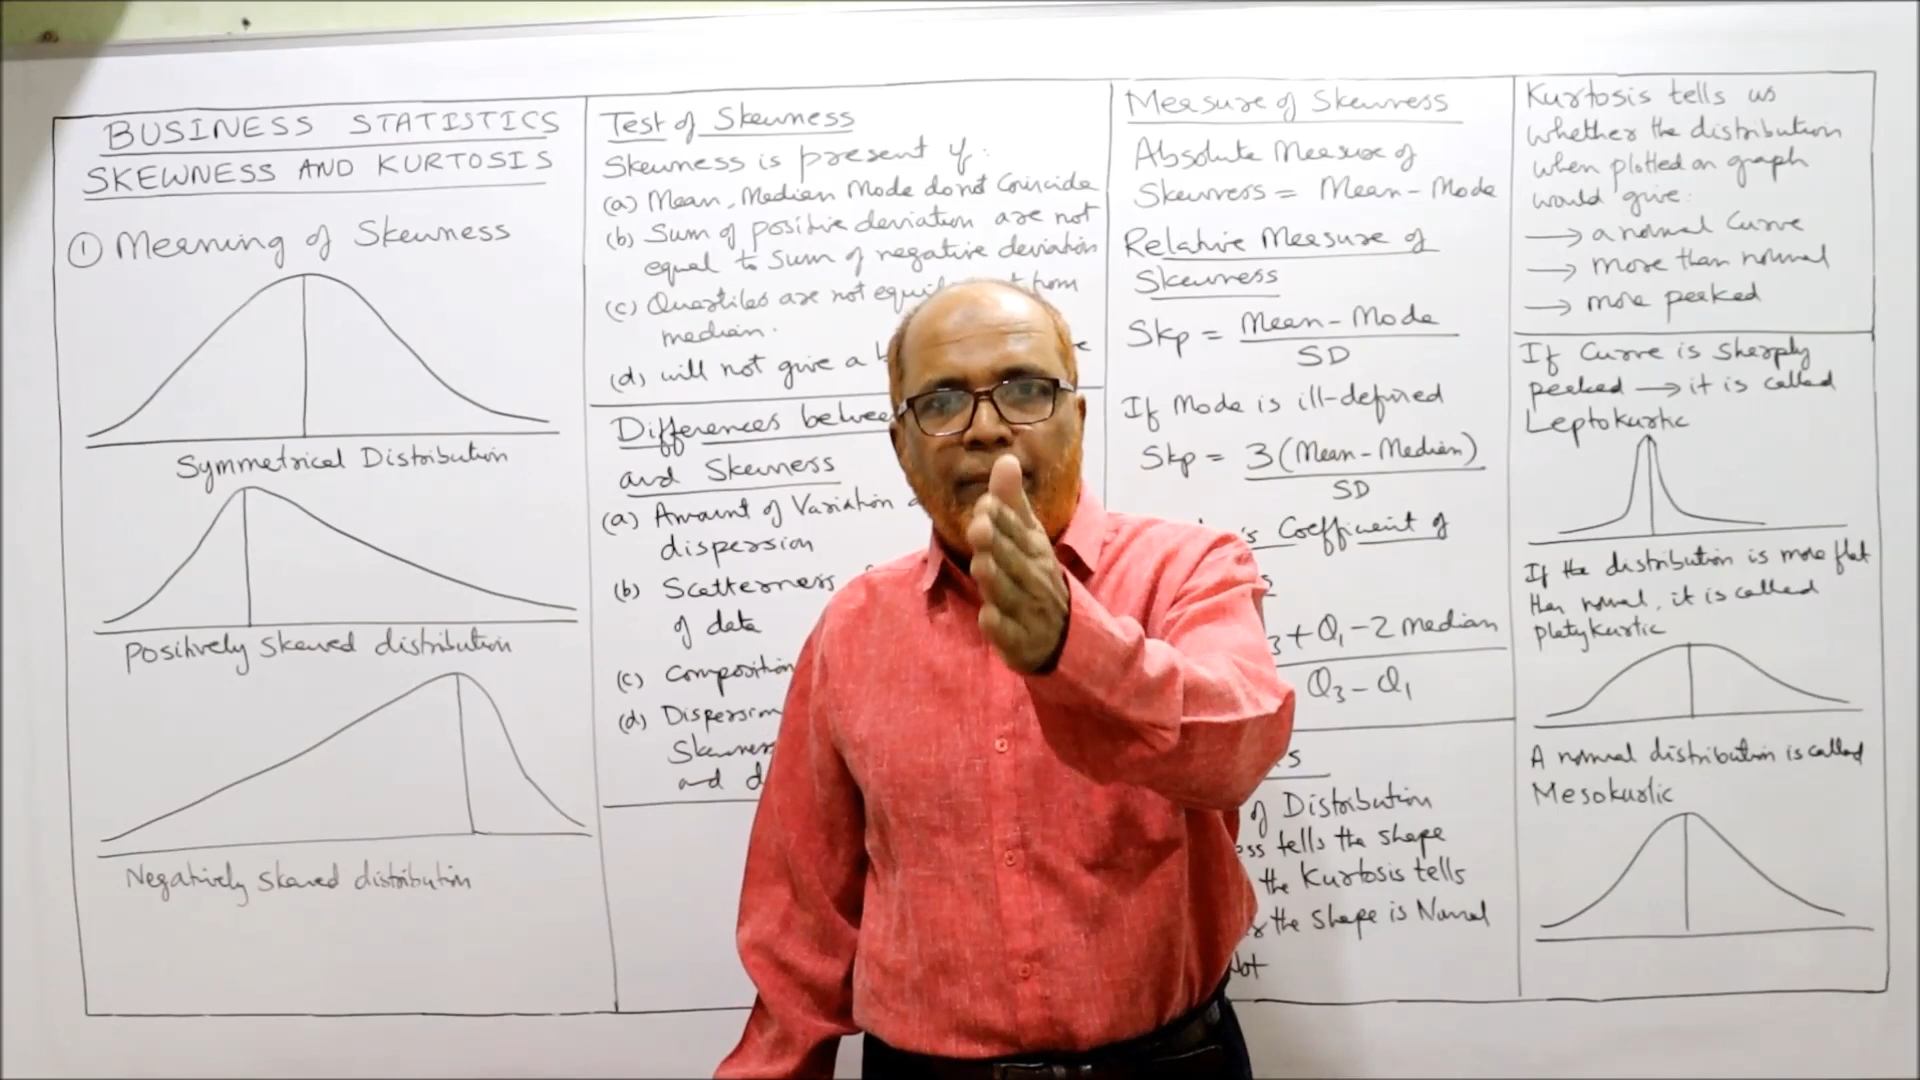 BUSINESS STATISTICS
SKEWNESS AND KURTOSIS
① Meaning of Skewness
Symmetrical Distribution
Positively Skewed distribution
Negatively Skewed distribution
Test of Skewness
Skewness is present if:
(a) Mean, Median Mode do not Coincide
(b) Sum of positive deviation are not
equal to sum of negative deviation
(c) Quartiles are not from
median.
(d) will not give a
Differences between
and Skewness
(a) Amount of Variation
dispersion
(b) Scatterness
of data
(c) Composition
(d) Dispersion
Skewness
and
Measure of Skewness
Absolute Measure of
Skewness = Mean - Mode
Relative Measure of
Skewness
Skp = Mean - Mode
SD
If Mode is ill-defined
Skp = 3 (Mean - Median)
SD
Coefficient of
3 + Q1 - 2 median
Q3 - Q1
of Distribution
tells the shape
the Kurtosis tells
the shape is Normal
Kurtosis tells us
whether the distribution
when plotted on graph
would give:
→ a normal Curve
→ more than normal
→ more peaked
If Curve is sharply
peaked → it is called
Leptokurtic
If the distribution is more flat
than normal, it is called
platykurtic
A normal distribution is called
Mesokurtic